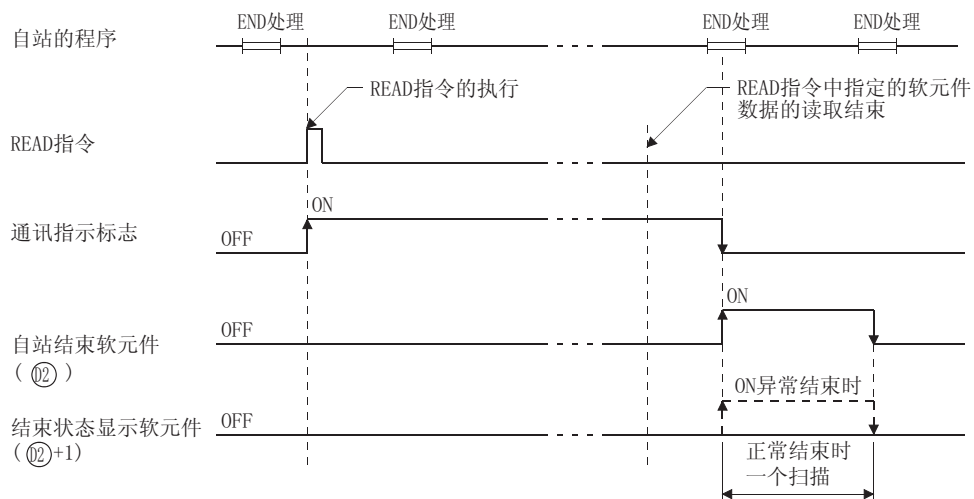 END处理 END处理 END处理 END处理
自站的程序
READ指令的执行
READ指令中指定的软元件
数据的读取结束
READ指令
ON
通讯指示标志
OFF
ON
OFF
自站结束软元件
( D2 )
ON异常结束时
OFF
结束状态显示软元件
( D2+1)
正常结束时
一个扫描